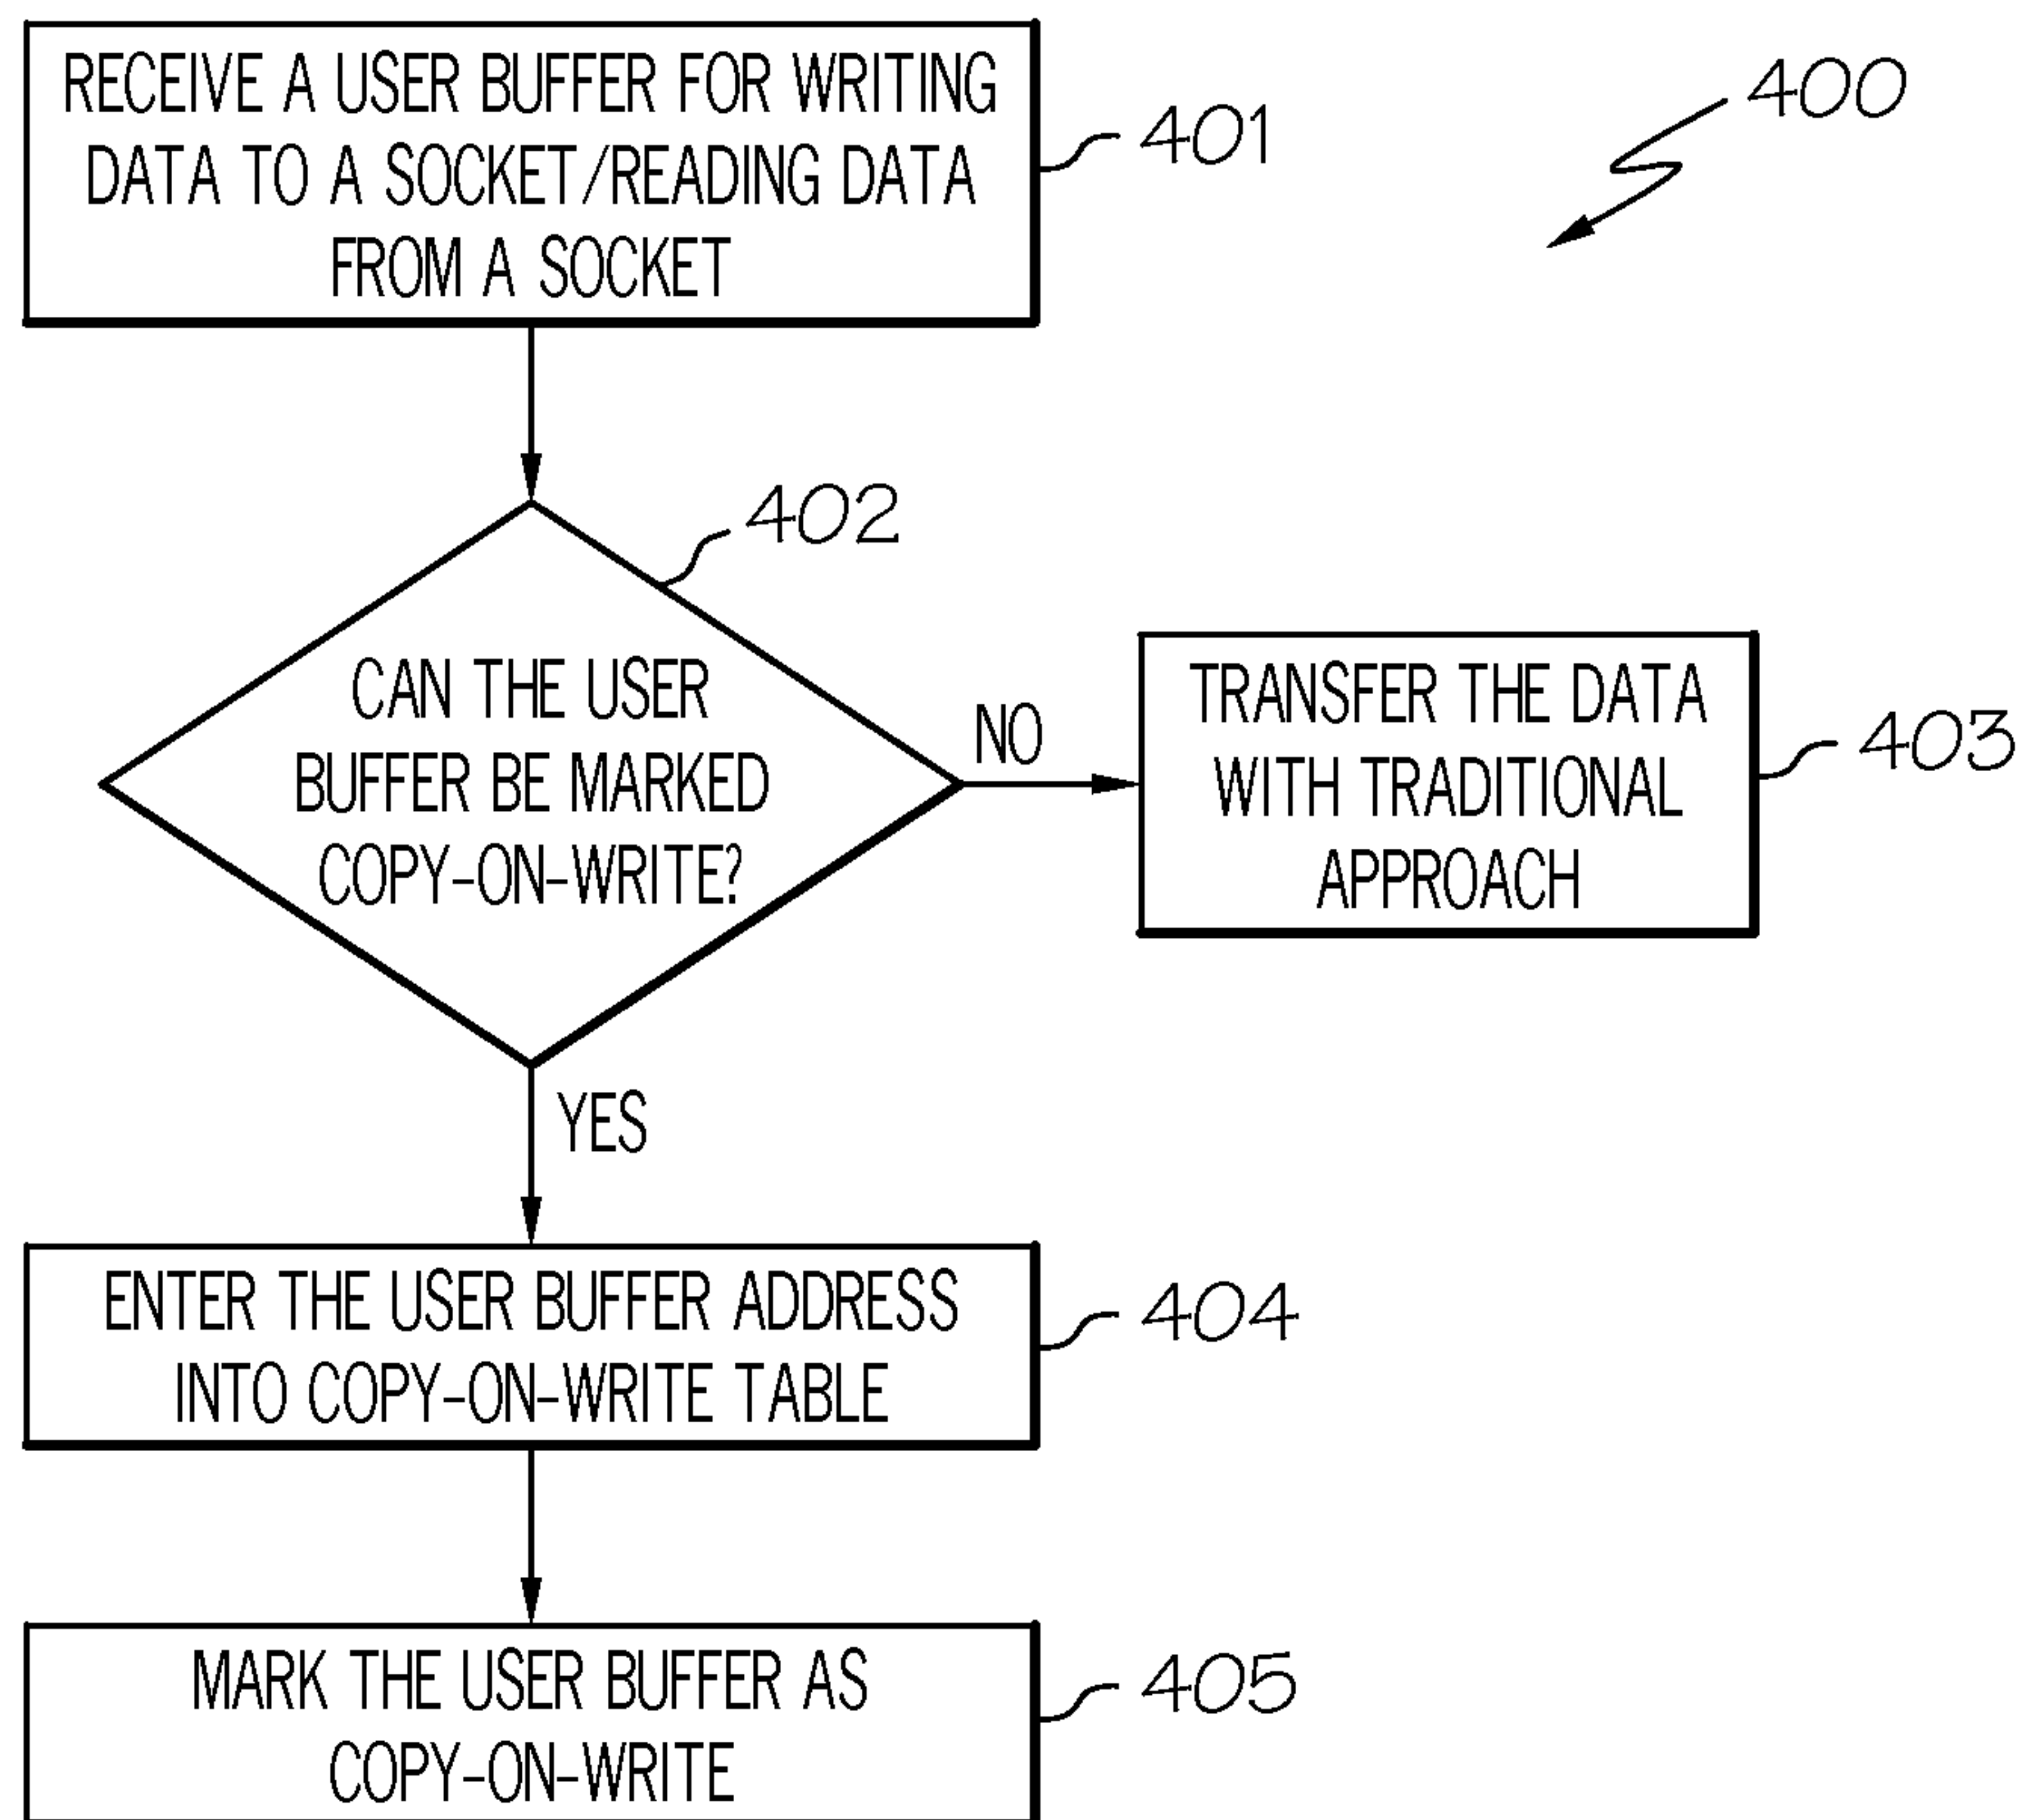 RECEIVE A USER BUFFER FOR WRITING
DATA TO A SOCKET/READING DATA
FROM A SOCKET
401
400
402
CAN THE USER
BUFFER BE MARKED
COPY-ON-WRITE?
NO
TRANSFER THE DATA
WITH TRADITIONAL
APPROACH
403
YES
ENTER THE USER BUFFER ADDRESS
INTO COPY-ON-WRITE TABLE
404
MARK THE USER BUFFER AS
COPY-ON-WRITE
405